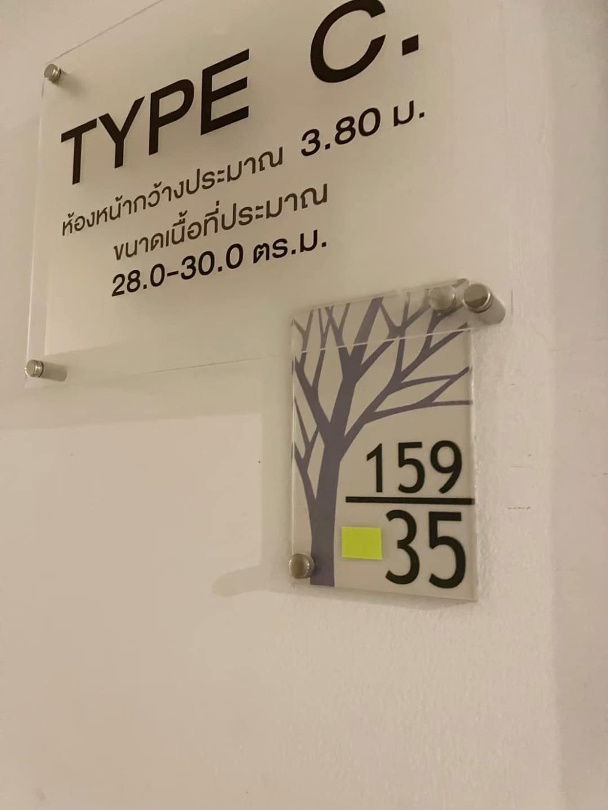 TYPE C.
ห้องหน้ากว้างประมาณ 3.80 ม.
ขนาดเนื้อที่ประมาณ
28.0-30.0 ตร.ม.
159
35